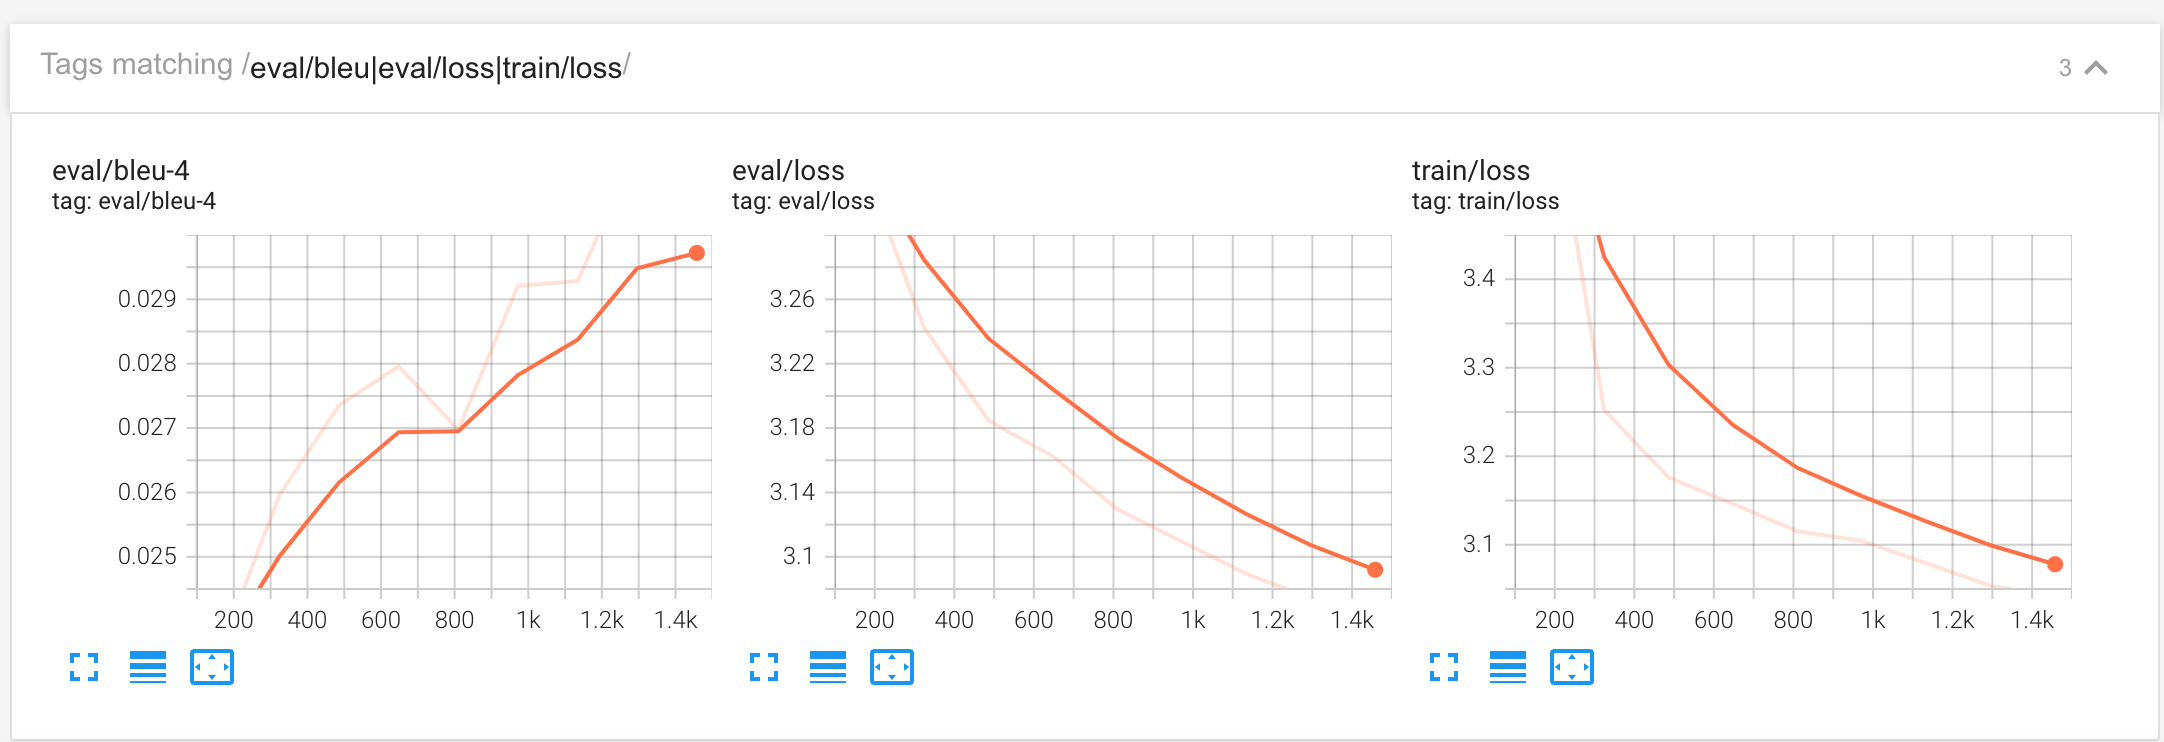 Tags matching /eval/bleu|eval/loss|train/loss/ 3
eval/bleu-4
tag: eval/bleu-4
0.029
0.028
0.027
0.026
0.025
200 400 600 800 1k 1.2k 1.4k
eval/loss
tag: eval/loss
3.26
3.22
3.18
3.14
3.1
200 400 600 800 1k 1.2k 1.4k
train/loss
tag: train/loss
3.4
3.3
3.2
3.1
200 400 600 800 1k 1.2k 1.4k